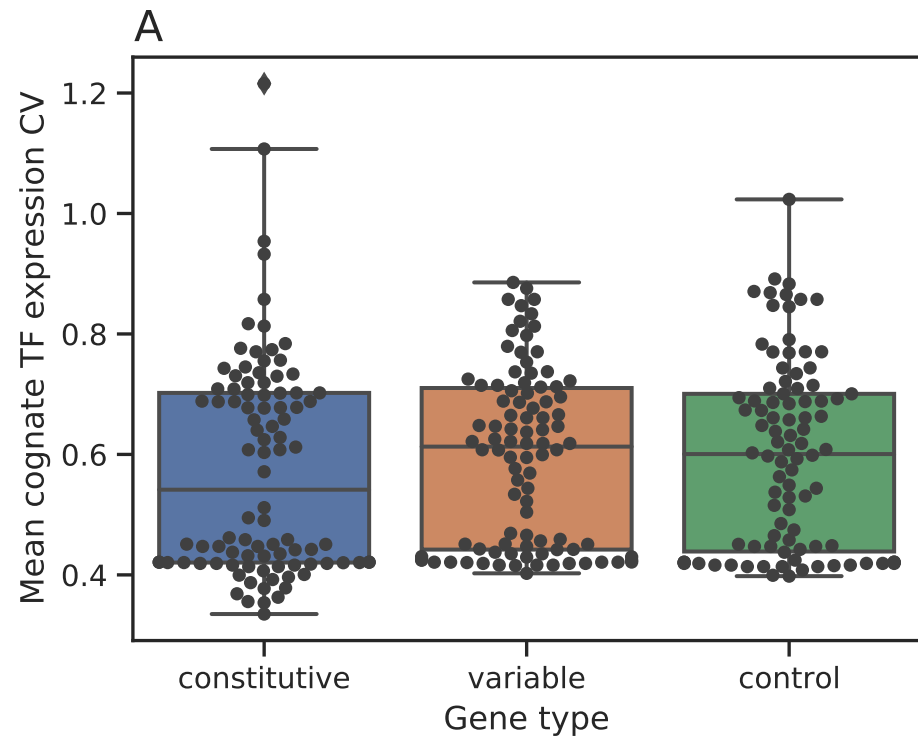 A
Mean cognate TF expression CV
1.2
1.0
0.8
0.6
0.4
constitutive
variable
control
Gene type